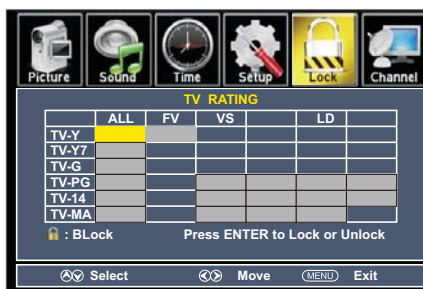 Picture Sound Time Setup Lock Channel
TV RATING
ALL FV VS LD
TV-Y
TV-Y7
TV-G
TV-PG
TV-14
TV-MA
: BLock Press ENTER to Lock or Unlock
Select Move MENU Exit